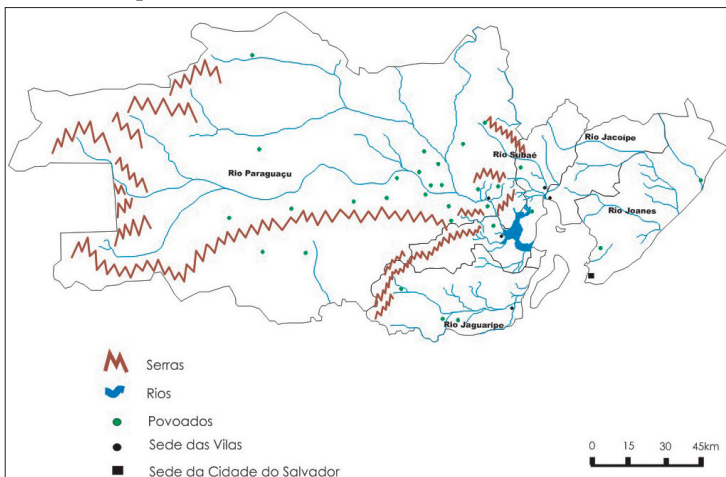 Rio Jacoípe
Rio Subaé
Rio Paraguaçu
Rio Joanes
Rio Jaguaripe
Serras
Rios
Povoados
Sede das Vilas
Sede da Cidade do Salvador
0 15 30 45km